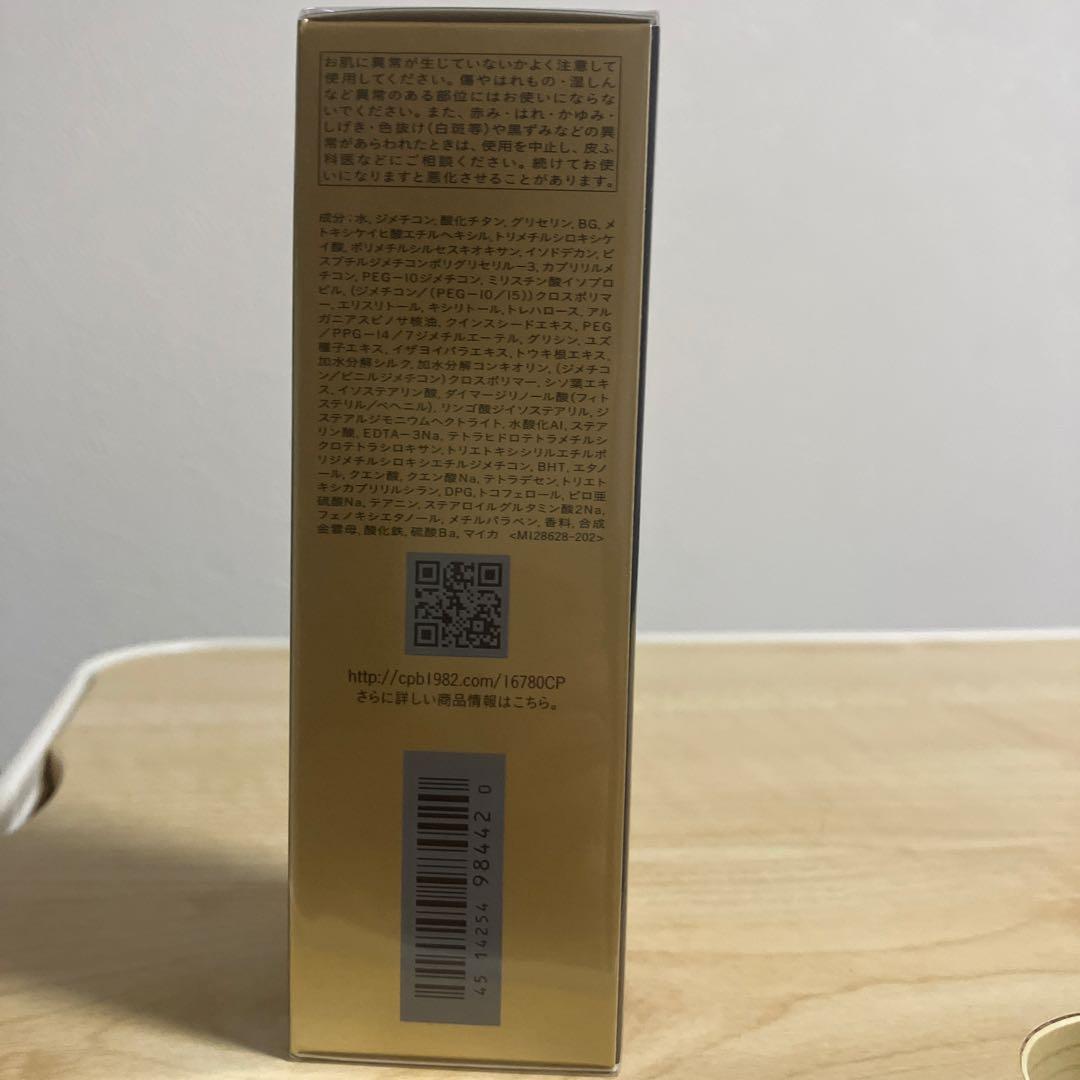 お肌に異常が生じていないかよく注意して
使用してください。傷やはれもの・湿しん
など異常のある部位にはお使いにならな
いでください。また、赤み・はれ・かゆみ・
しげき・色抜け(白斑等)や黒ずみなどの異
常があらわれたときは、使用を中止し、皮ふ
科医などにご相談ください。続けてお使
いになりますと悪化させることがあります。
成分:水, ジメチコン, 酸化チタン, グリセリン, BG, メ
トキシケイヒ酸エチルヘキシル, トリメチルシロキシケ
イ酸, ポリメチルシルセスキオキサン, イソドデカン, ビ
スブチルジメチコンポリグリセリル-3, カプリリルメ
チコン, PEG-10ジメチコン, ミリスチン酸イソプロ
ピル, (ジメチコン/(PEG-10/15))クロスポリマ
ー, エリスリトール, キシリトール, トレハロース, アル
ガニアスピノサ核油, クインスシードエキス, PEG
/PPG-14/7ジメチルエーテル, グリシン, ユズ
種子エキス, イザヨイバラエキス, トウキ根エキス,
加水分解シルク, 加水分解コンキオリン, (ジメチコ
ン/ビニルジメチコン)クロスポリマー, シソ葉エキ
ス, イソステアリン酸, ダイマージリノール酸(フィト
ステリル/ベヘニル), リンゴ酸ジイソステアリル, ジ
ステアルジモニウムヘクトライト, 水酸化Al, ステア
リン酸, EDTA-3Na, テトラヒドロテトラメチルシ
クロテトラシロキサン, トリエトキシシリルエチルポ
リジメチルシロキシエチルジメチコン, BHT, エタノ
ール, クエン酸, クエン酸Na, テトラデセン, トリエト
キシカプリリルシラン, DPG, トコフェロール, ピロ亜
硫酸Na, テアニン, ステアロイルグルタミン酸2Na,
フェノキシエタノール, メチルパラベン, 香料, 合成
金雲母, 酸化鉄, 硫酸Ba, マイカ <MI28628-202>
http://cpb1982.com/16780CP
さらに詳しい商品情報はこちら。
45 14254 98442 0